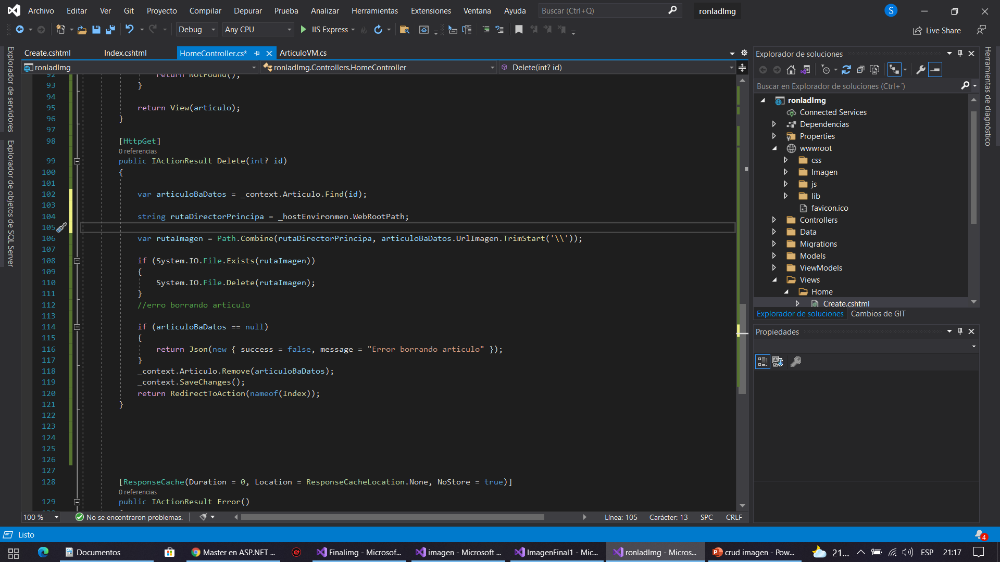 Archivo Editar Ver Git Proyecto Compilar Depurar Prueba Analizar Herramientas Extensiones Ventana Ayuda Buscar (Ctrl+Q) ronladImg S
Debug Any CPU IIS Express Live Share
Explorador de servidores
Explorador de objetos de SQL Server
Create.cshtml Index.cshtml HomeController.cs* ArticuloVM.cs
ronladImg ronladImg.Controllers.HomeController Delete(int? id)
92 return NotFound();
93 }
94
95 return View(articulo);
96 }
97
98 [HttpGet]
0 referencias
99 public IActionResult Delete(int? id)
100 {
101
102 var articuloBaDatos = _context.Articulo.Find(id);
103
104 string rutaDirectorPrincipa = _hostEnvironmen.WebRootPath;
105
106 var rutaImagen = Path.Combine(rutaDirectorPrincipa, articuloBaDatos.UrlImagen.TrimStart('\\'));
107
108 if (System.IO.File.Exists(rutaImagen))
109 {
110 System.IO.File.Delete(rutaImagen);
111 }
112 //erro borrando articulo
113
114 if (articuloBaDatos == null)
115 {
116 return Json(new { success = false, message = "Error borrando articulo" });
117 }
118 _context.Articulo.Remove(articuloBaDatos);
119 _context.SaveChanges();
120 return RedirectToAction(nameof(Index));
121 }
122
123
124
125
126
127
128 [ResponseCache(Duration = 0, Location = ResponseCacheLocation.None, NoStore = true)]
0 referencias
129 public IActionResult Error()
100 % No se encontraron problemas. Línea: 105 Carácter: 13 SPC CRLF
Explorador de soluciones
Buscar en Explorador de soluciones (Ctrl+´)
ronladImg
Connected Services
Dependencias
Properties
wwwroot
css
Imagen
js
lib
favicon.ico
Controllers
Data
Migrations
Models
ViewModels
Views
Home
Create.cshtml
Explorador de soluciones Cambios de GIT
Propiedades
Herramientas de diagnóstico
Listo 4
Documentos Master en ASP.NET ... FinaIimg - Microsof... imagen - Microsoft ... ImagenFinal1 - Mic... ronladImg - Micros... crud imagen - Pow... 21... ESP 21:17